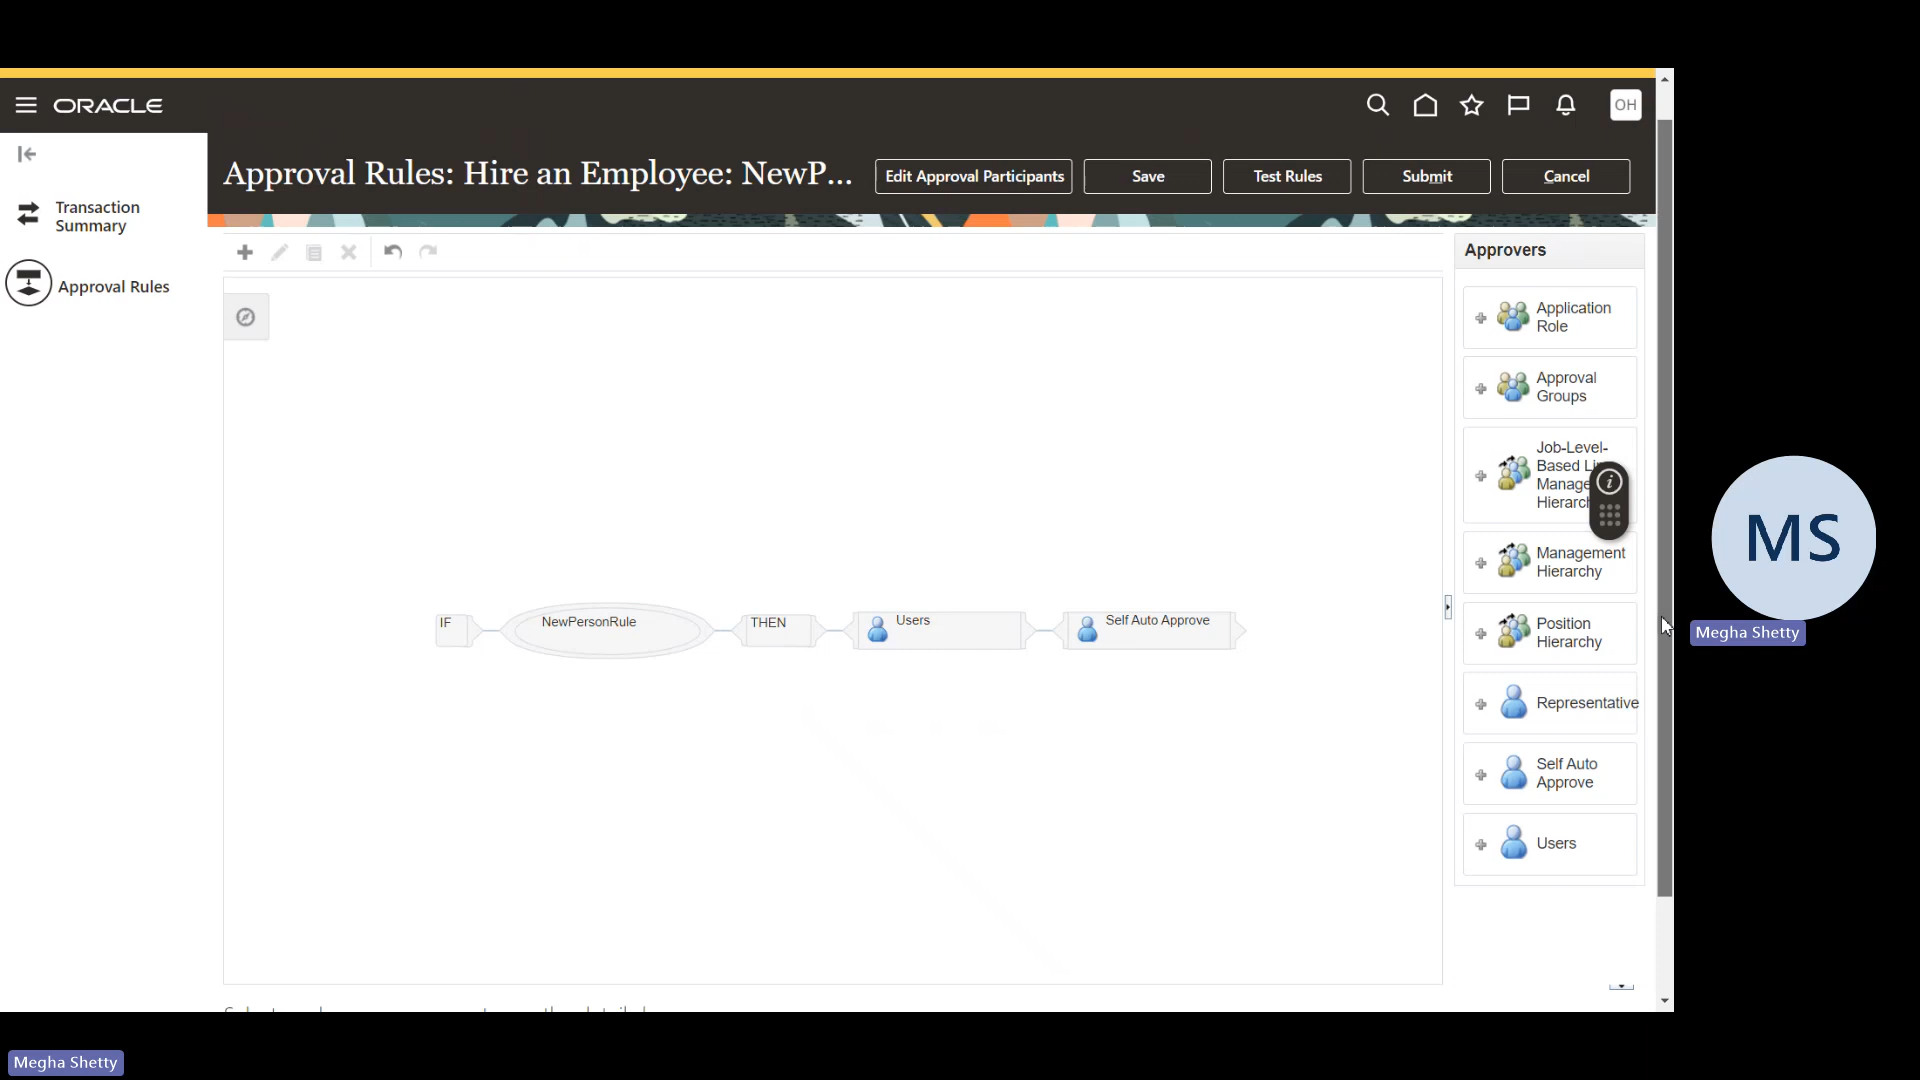 ORACLE
OH
Transaction
Summary
Approval Rules
Approval Rules: Hire an Employee: NewP...
Edit Approval Participants
Save
Test Rules
Submit
Cancel
IF
NewPersonRule
THEN
Users
Self Auto Approve
Approvers
Application
Role
Approval
Groups
Job-Level-
Based
Hierarchy
Management
Hierarchy
Position
Hierarchy
Representative
Self Auto
Approve
Users
MS
Megha Shetty
Megha Shetty